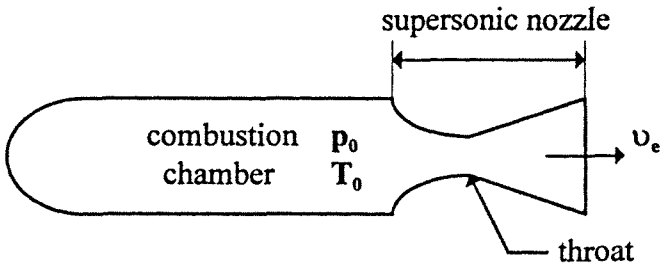 supersonic nozzle
combustion p₀
chamber T₀
υₑ
throat